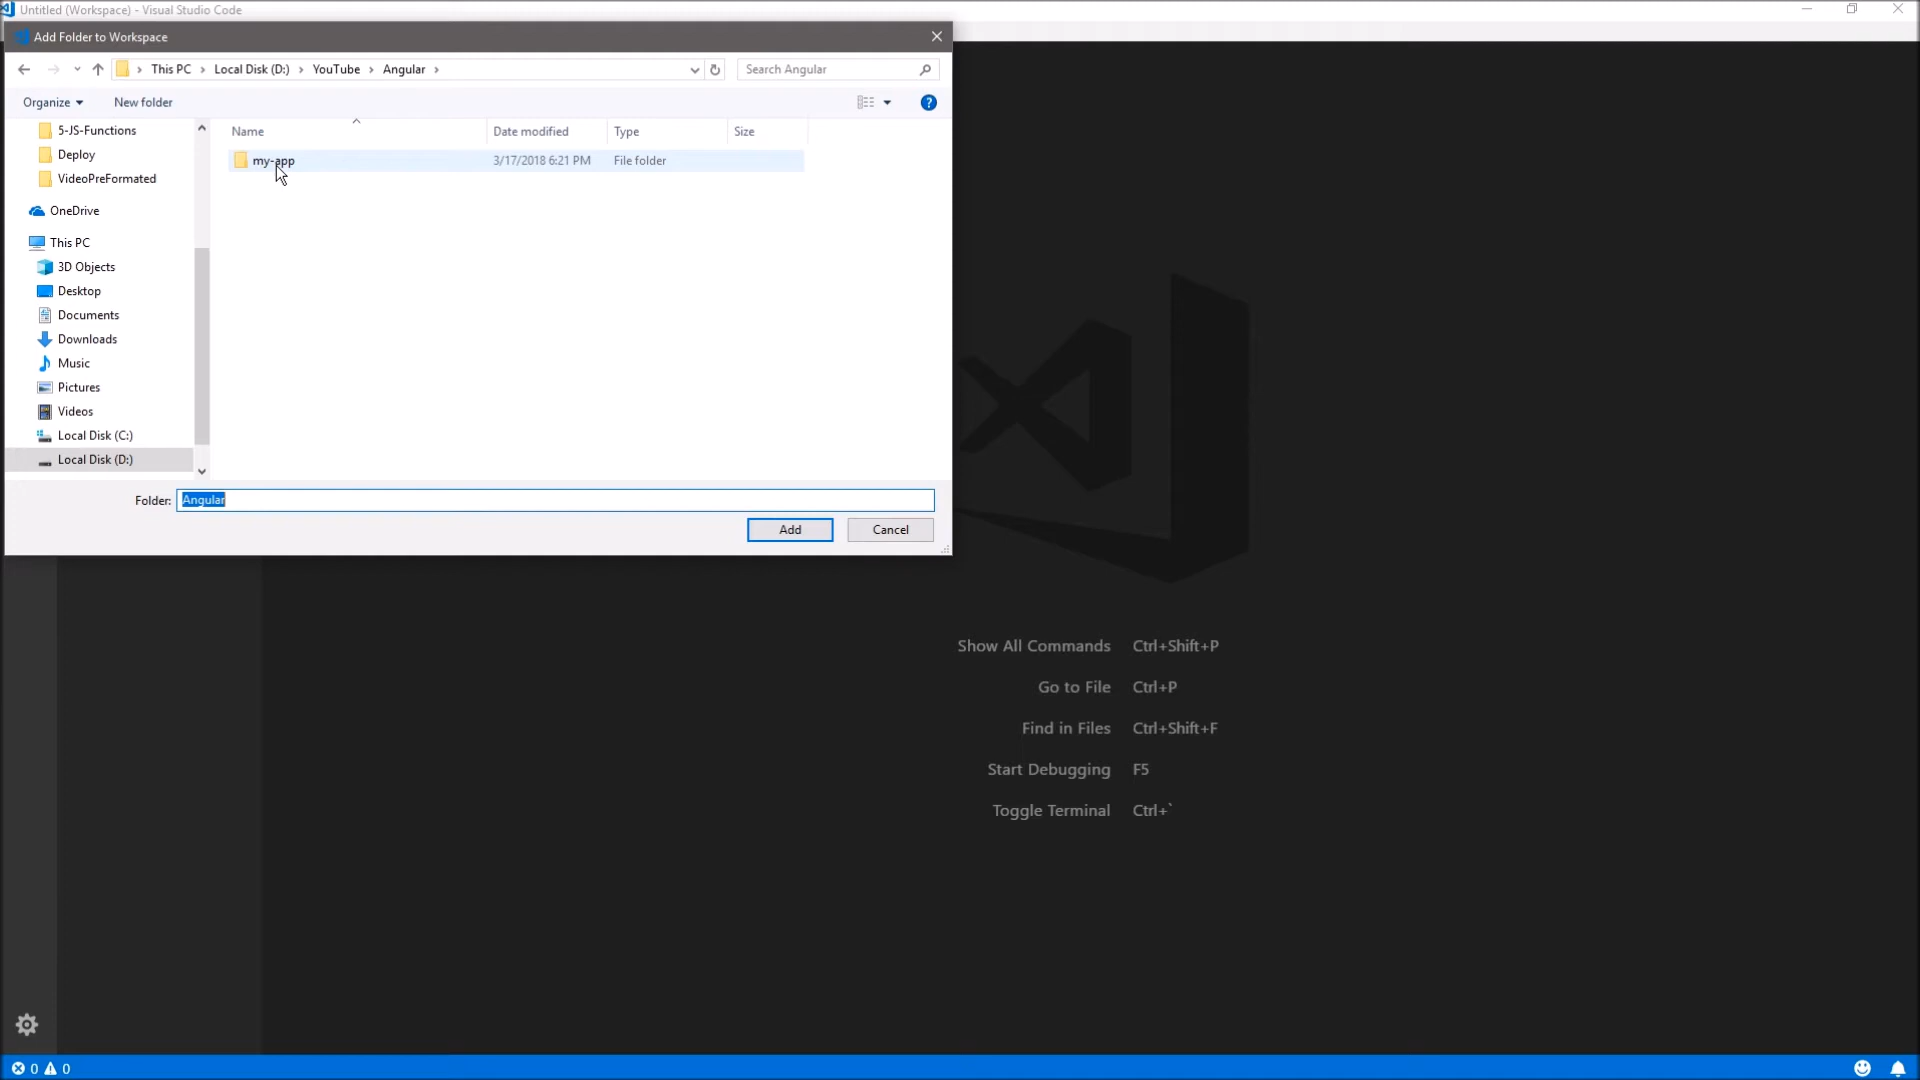 Untitled (Workspace) - Visual Studio Code
Add Folder to Workspace
This PC
Local Disk (D:)
YouTube
Angular
Search Angular
Organize
New folder
?
5-JS-Functions
Deploy
VideoPreFormated
OneDrive
This PC
3D Objects
Desktop
Documents
Downloads
Music
Pictures
Videos
Local Disk (C:)
Local Disk (D:)
Name Date modified Type Size
my-app 3/17/2018 6:21 PM File folder
Folder: Angular
Add Cancel
Show All Commands Ctrl+Shift+P
Go to File Ctrl+P
Find in Files Ctrl+Shift+F
Start Debugging F5
Toggle Terminal Ctrl+`
0 0